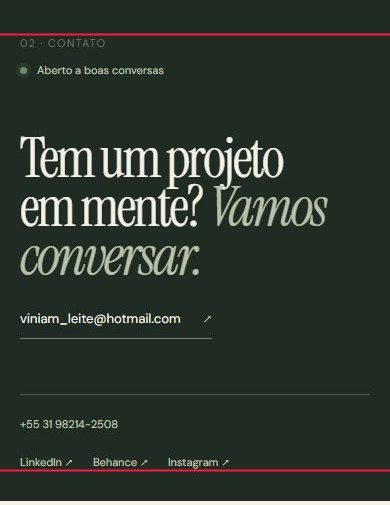 02 · CONTATO
Aberto a boas conversas
Tem um projeto
em mente? Vamos
conversar.
viniam_leite@hotmail.com ↗
+55 31 98214-2508
LinkedIn ↗ Behance ↗ Instagram ↗